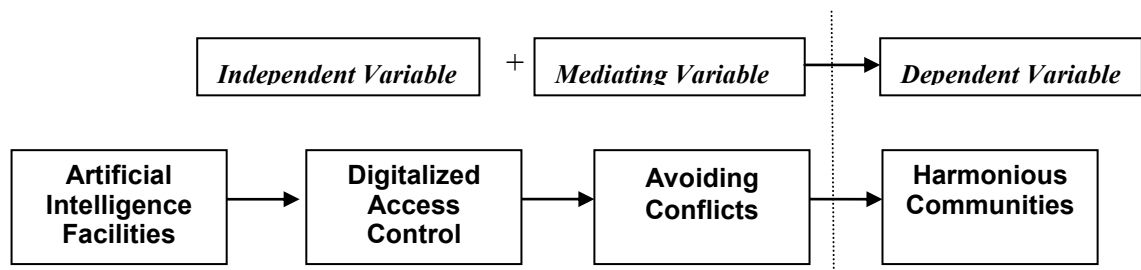 Independent Variable + Mediating Variable Dependent Variable
Artificial
Intelligence
Facilities
Digitalized
Access
Control
Avoiding
Conflicts
Harmonious
Communities